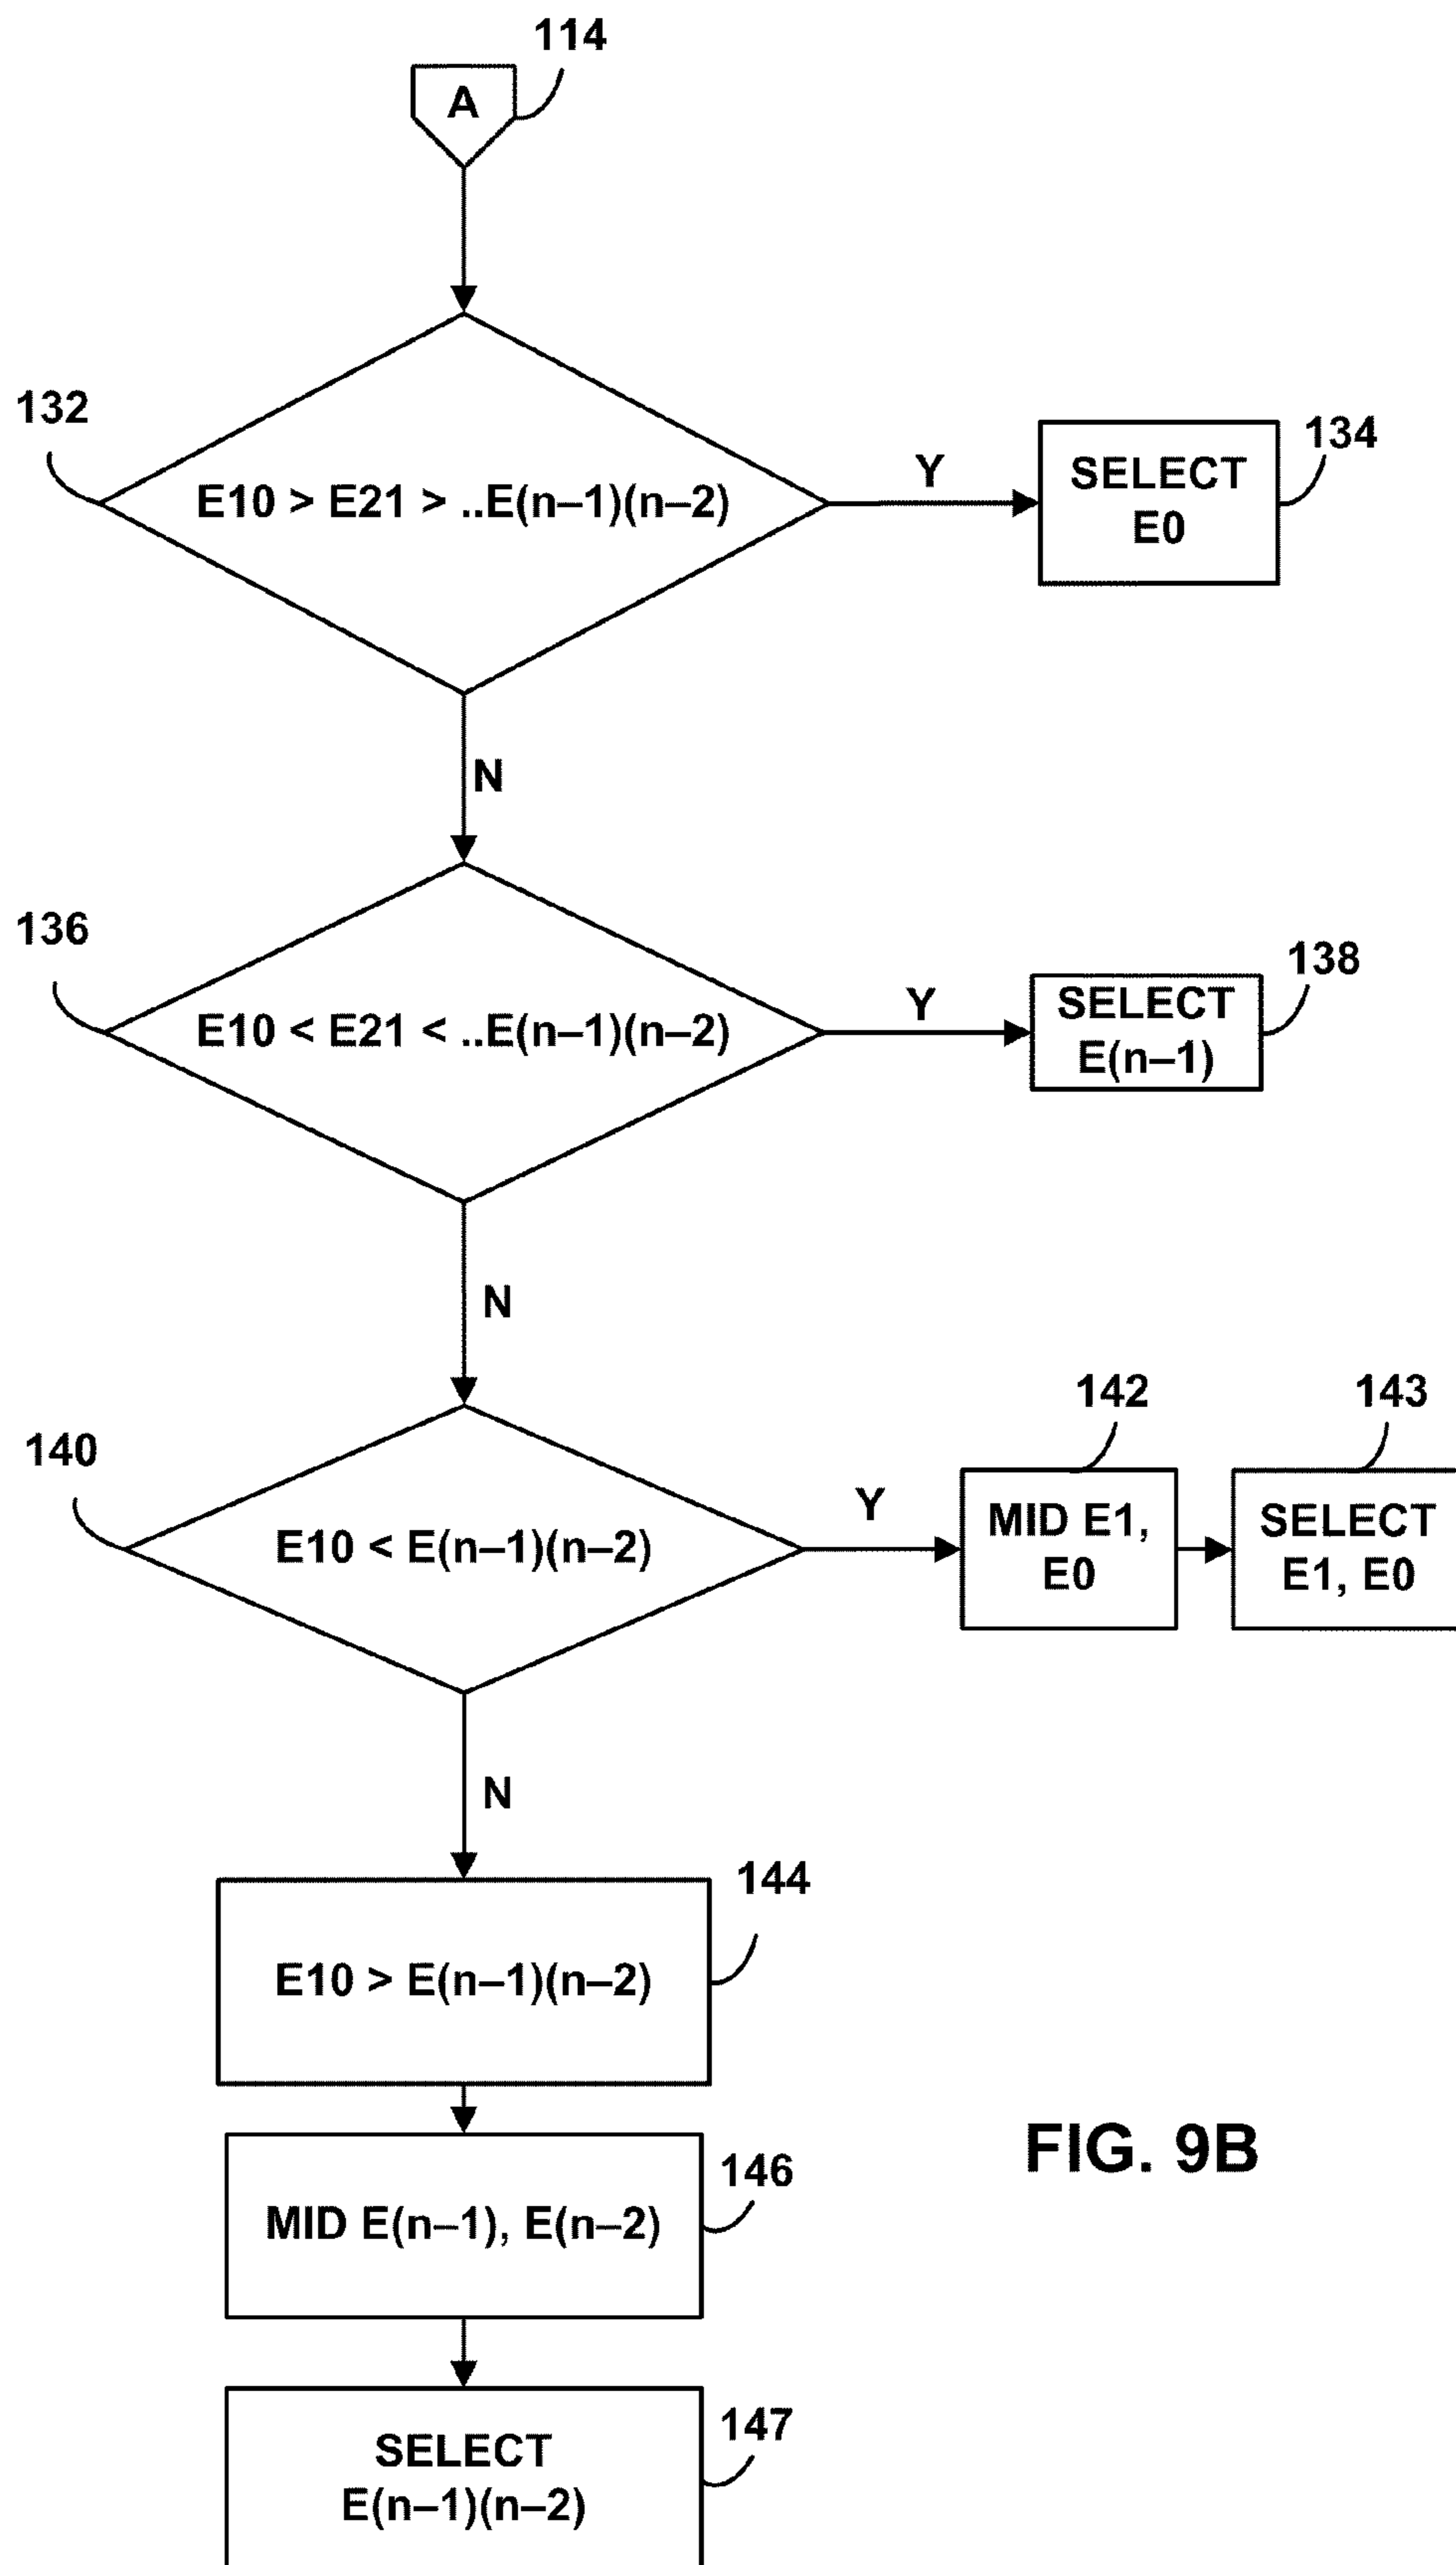 114
A
132
E10 > E21 > ..E(n–1)(n–2)
Y
134
SELECT
E0
N
136
E10 < E21 < ..E(n–1)(n–2)
Y
138
SELECT
E(n–1)
N
140
E10 < E(n–1)(n–2)
Y
142
MID E1,
E0
143
SELECT
E1, E0
N
144
E10 > E(n–1)(n–2)
146
MID E(n–1), E(n–2)
FIG. 9B
147
SELECT
E(n–1)(n–2)